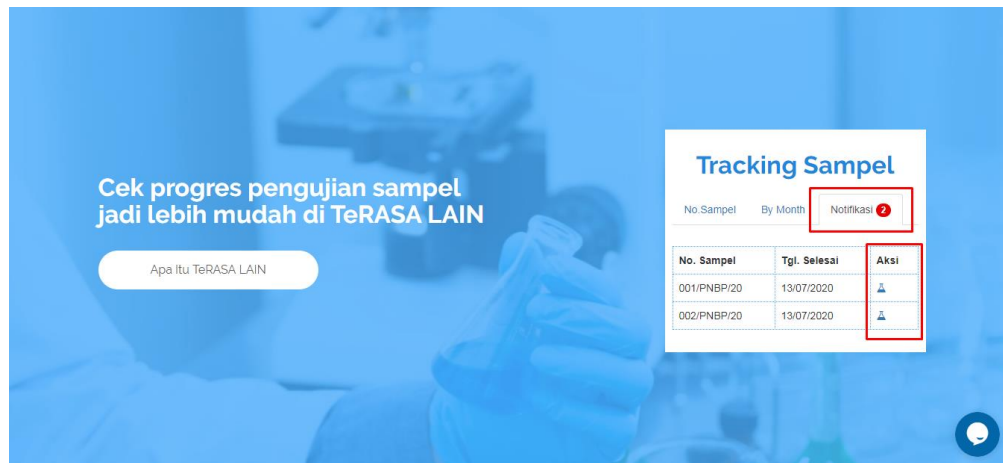 Cek progres pengujian sampel
jadi lebih mudah di TeRASA LAIN
Apa Itu TeRASA LAIN
Tracking Sampel
No.Sampel By Month Notifikasi 2
No. Sampel Tgl. Selesai Aksi
001/PNBP/20 13/07/2020
002/PNBP/20 13/07/2020